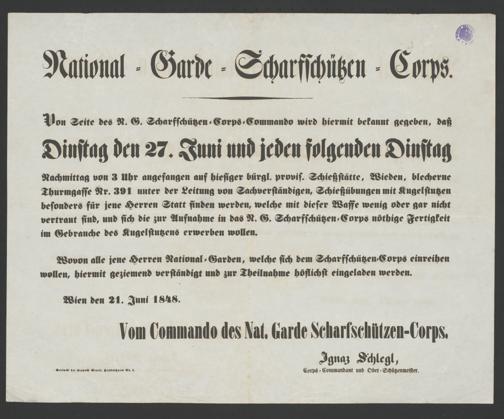 National-Garde-Scharfschützen-Corps.
Von Seite des N. G. Scharfschützen-Corps-Commando wird hiermit bekannt gegeben, daß
Dinstag den 27. Juni und jeden folgenden Dinstag
Nachmittag von 3 Uhr angefangen auf hiesiger bürgl. provis. Schießstätte, Wieden, blecherne
Thurmgasse Nr. 391 unter der Leitung von Sachverständigen, Schießübungen mit Kugelstutzen
besonders für jene Herren Statt finden werden, welche mit dieser Waffe wenig oder gar nicht
vertraut sind, und sich die zur Aufnahme in das N. G. Scharfschützen-Corps nöthige Fertigkeit
im Gebrauche des Kugelstutzens erwerben wollen.
Wovon alle jene Herren National-Garden, welche sich dem Scharfschützen-Corps einreihen
wollen, hiermit geziemend verständigt und zur Theilnahme höflichst eingeladen werden.
Wien den 21. Juni 1848.
Vom Commando des Nat. Garde Scharfschützen-Corps.
Ignaz Schlegl,
Corps-Commandant und Ober-Schützenmeister.